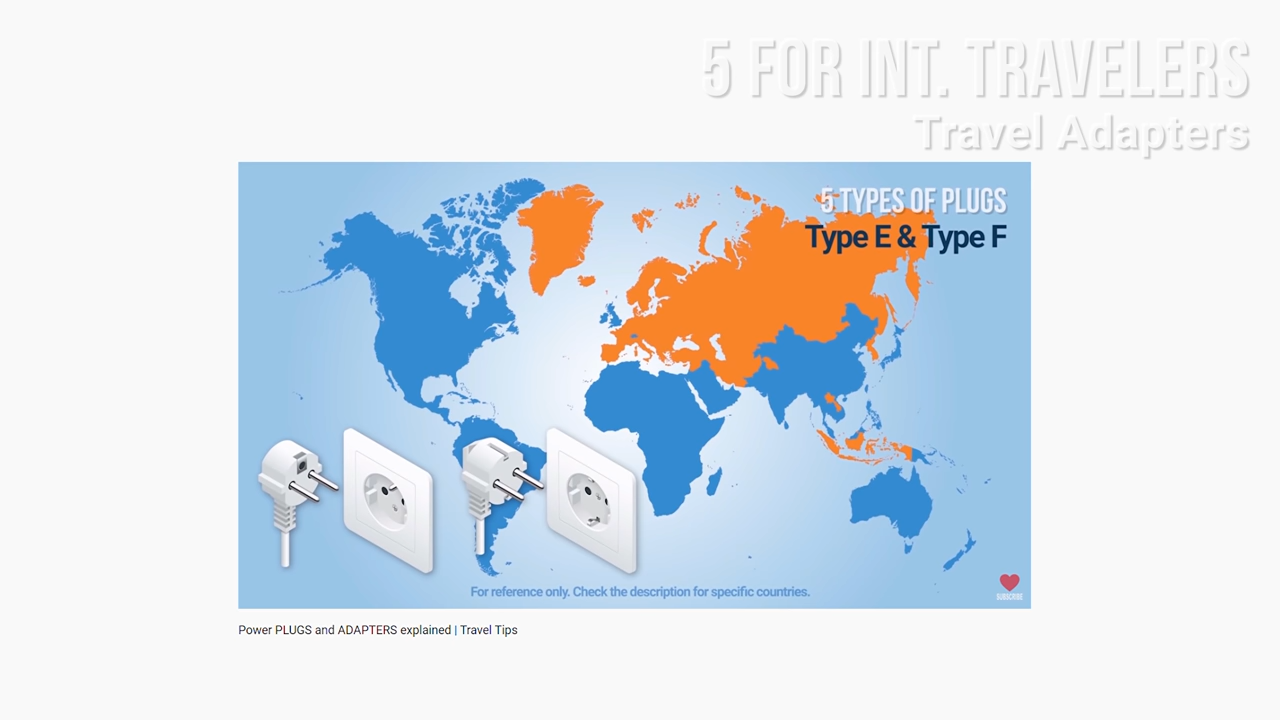 5 FOR INT. TRAVELERS
Travel Adapters
5 TYPES OF PLUGS
Type E & Type F
For reference only. Check the description for specific countries.
SUBSCRIBE
Power PLUGS and ADAPTERS explained | Travel Tips